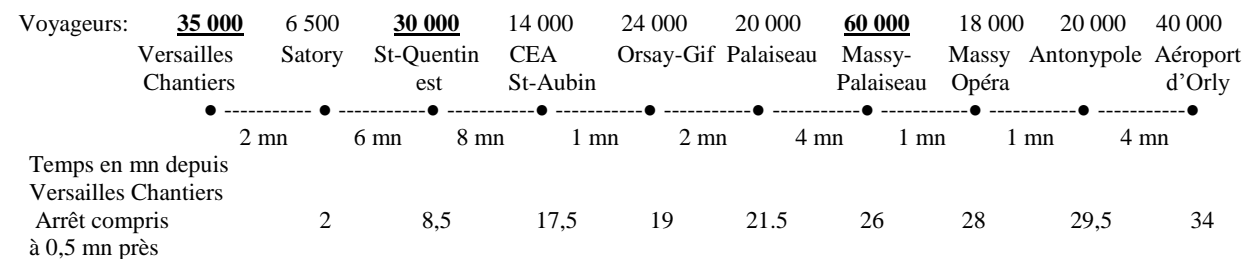 Voyageurs: 35 000 6 500 30 000 14 000 24 000 20 000 60 000 18 000 20 000 40 000
Versailles Satory St-Quentin CEA Orsay-Gif Palaiseau Massy- Massy Antonypole Aéroport
Chantiers est St-Aubin Palaiseau Opéra d'Orly
● ----------- ● ------------● ------------● -----------● -----------● ------------● ------------● ------------● ------------●
2 mn 6 mn 8 mn 1 mn 2 mn 4 mn 1 mn 1 mn 4 mn
Temps en mn depuis
Versailles Chantiers
Arrêt compris 2 8,5 17,5 19 21.5 26 28 29,5 34
à 0,5 mn près